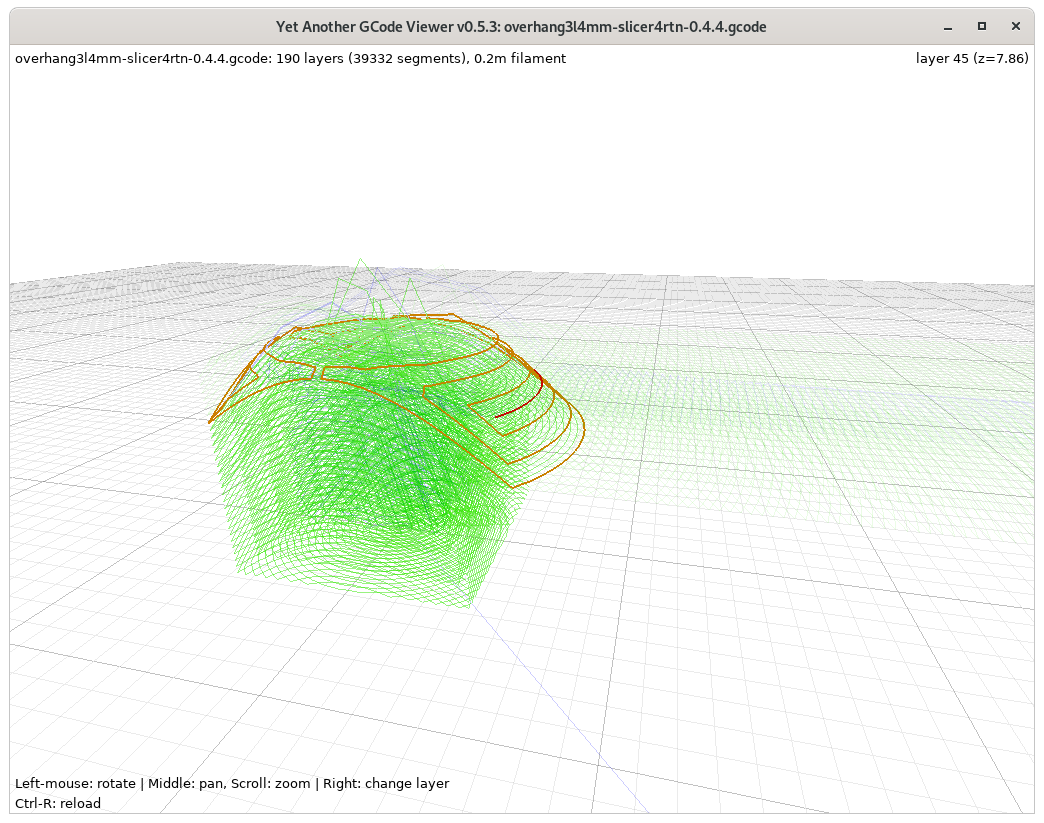 Yet Another GCode Viewer v0.5.3: overhang3l4mm-slicer4rtn-0.4.4.gcode
overhang3l4mm-slicer4rtn-0.4.4.gcode: 190 layers (39332 segments), 0.2m filament
layer 45 (z=7.86)
Left-mouse: rotate | Middle: pan, Scroll: zoom | Right: change layer
Ctrl-R: reload